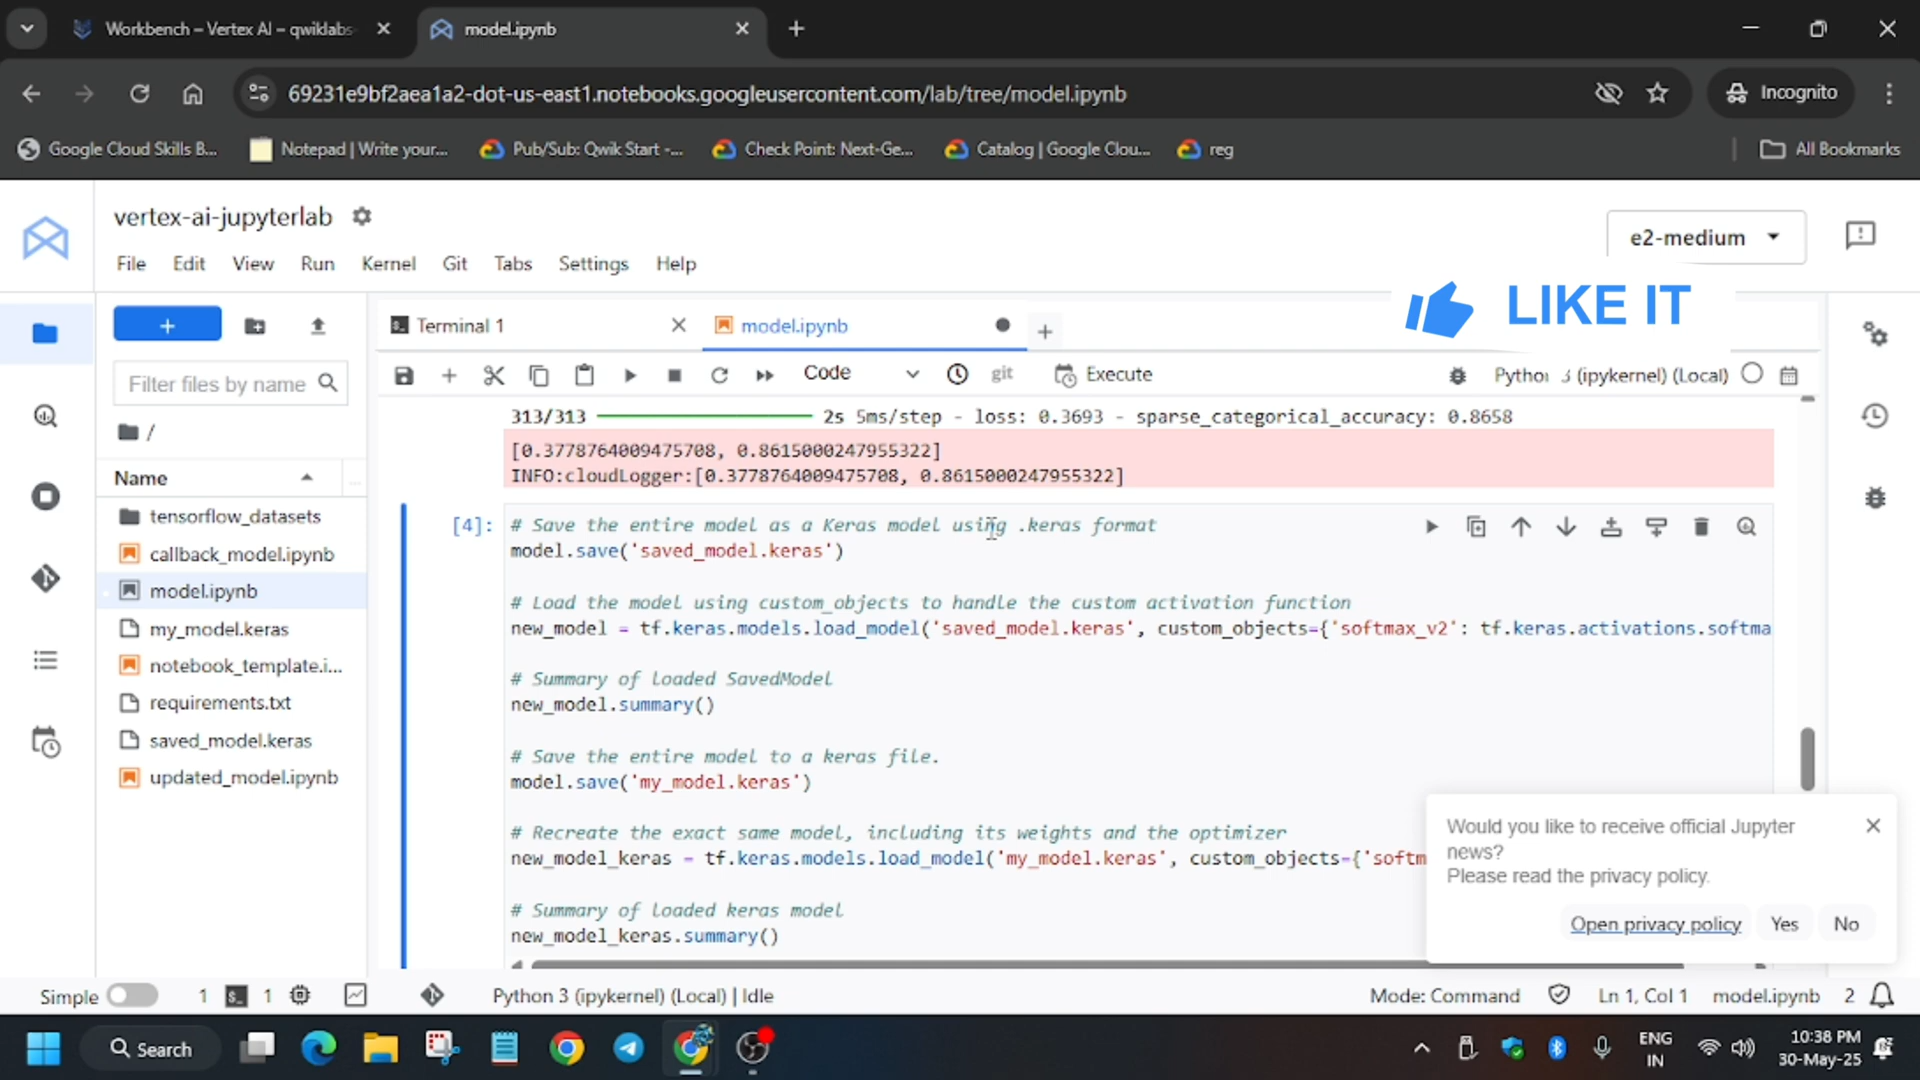 Workbench – Vertex AI – qwiklabs-
model.ipynb
69231e9bf2aea1a2-dot-us-east1.notebooks.googleusercontent.com/lab/tree/model.ipynb
Incognito
Google Cloud Skills B...
Notepad | Write your...
Pub/Sub: Qwik Start -...
Check Point: Next-Ge...
Catalog | Google Clou...
reg
All Bookmarks
vertex-ai-jupyterlab
e2-medium
File Edit View Run Kernel Git Tabs Settings Help
LIKE IT
Terminal 1
model.ipynb
Code
git
Execute
(ipykernel) (Local)
Filter files by name
/
Name
tensorflow_datasets
callback_model.ipynb
model.ipynb
my_model.keras
notebook_template.i...
requirements.txt
saved_model.keras
updated_model.ipynb
313/313 2s 5ms/step - loss: 0.3693 - sparse_categorical_accuracy: 0.8658
[0.3778764009475708, 0.8615000247955322]
INFO:cloudLogger:[0.3778764009475708, 0.8615000247955322]
[4]:
# Save the entire model as a Keras model using .keras format
model.save('saved_model.keras')
# Load the model using custom_objects to handle the custom activation function
new_model = tf.keras.models.load_model('saved_model.keras', custom_objects={'softmax_v2': tf.keras.activations.softma
# Summary of loaded SavedModel
new_model.summary()
# Save the entire model to a keras file.
model.save('my_model.keras')
# Recreate the exact same model, including its weights and the optimizer
new_model_keras = tf.keras.models.load_model('my_model.keras', custom_objects={'softm
# Summary of loaded keras model
new_model_keras.summary()
Would you like to receive official Jupyter
news?
Please read the privacy policy.
Open privacy policy Yes No
Simple
1
1
Python 3 (ipykernel) (Local) | Idle
Mode: Command
Ln 1, Col 1
model.ipynb
2
Search
ENG
IN
10:38 PM
30-May-25